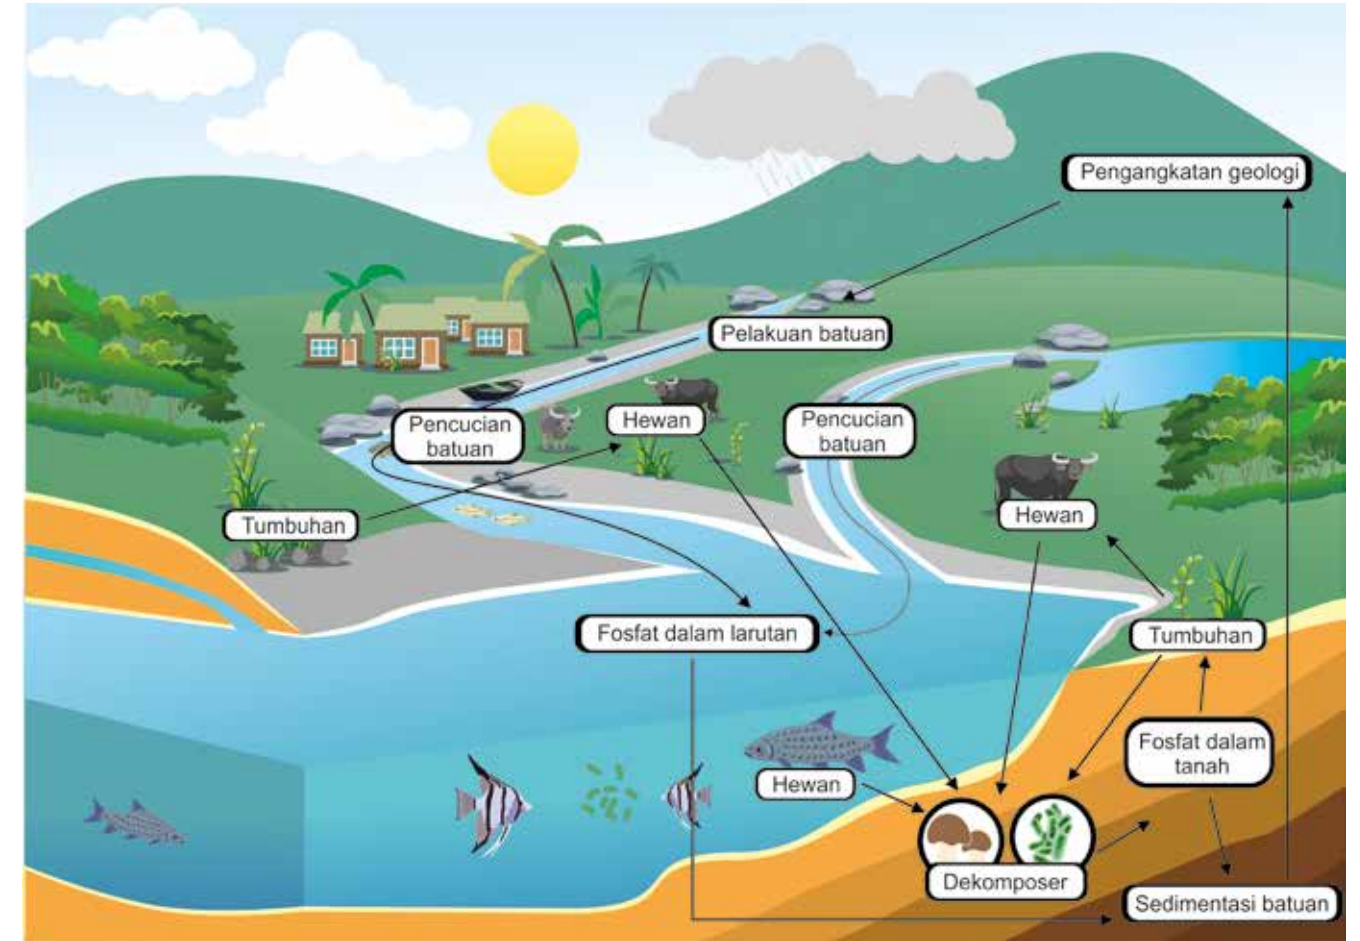 Pengangkatan geologi
Pelakuan batuan
Pencucian
batuan
Hewan
Pencucian
batuan
Tumbuhan
Hewan
Fosfat dalam larutan
Tumbuhan
Fosfat dalam
tanah
Hewan
Dekomposer
Sedimentasi batuan